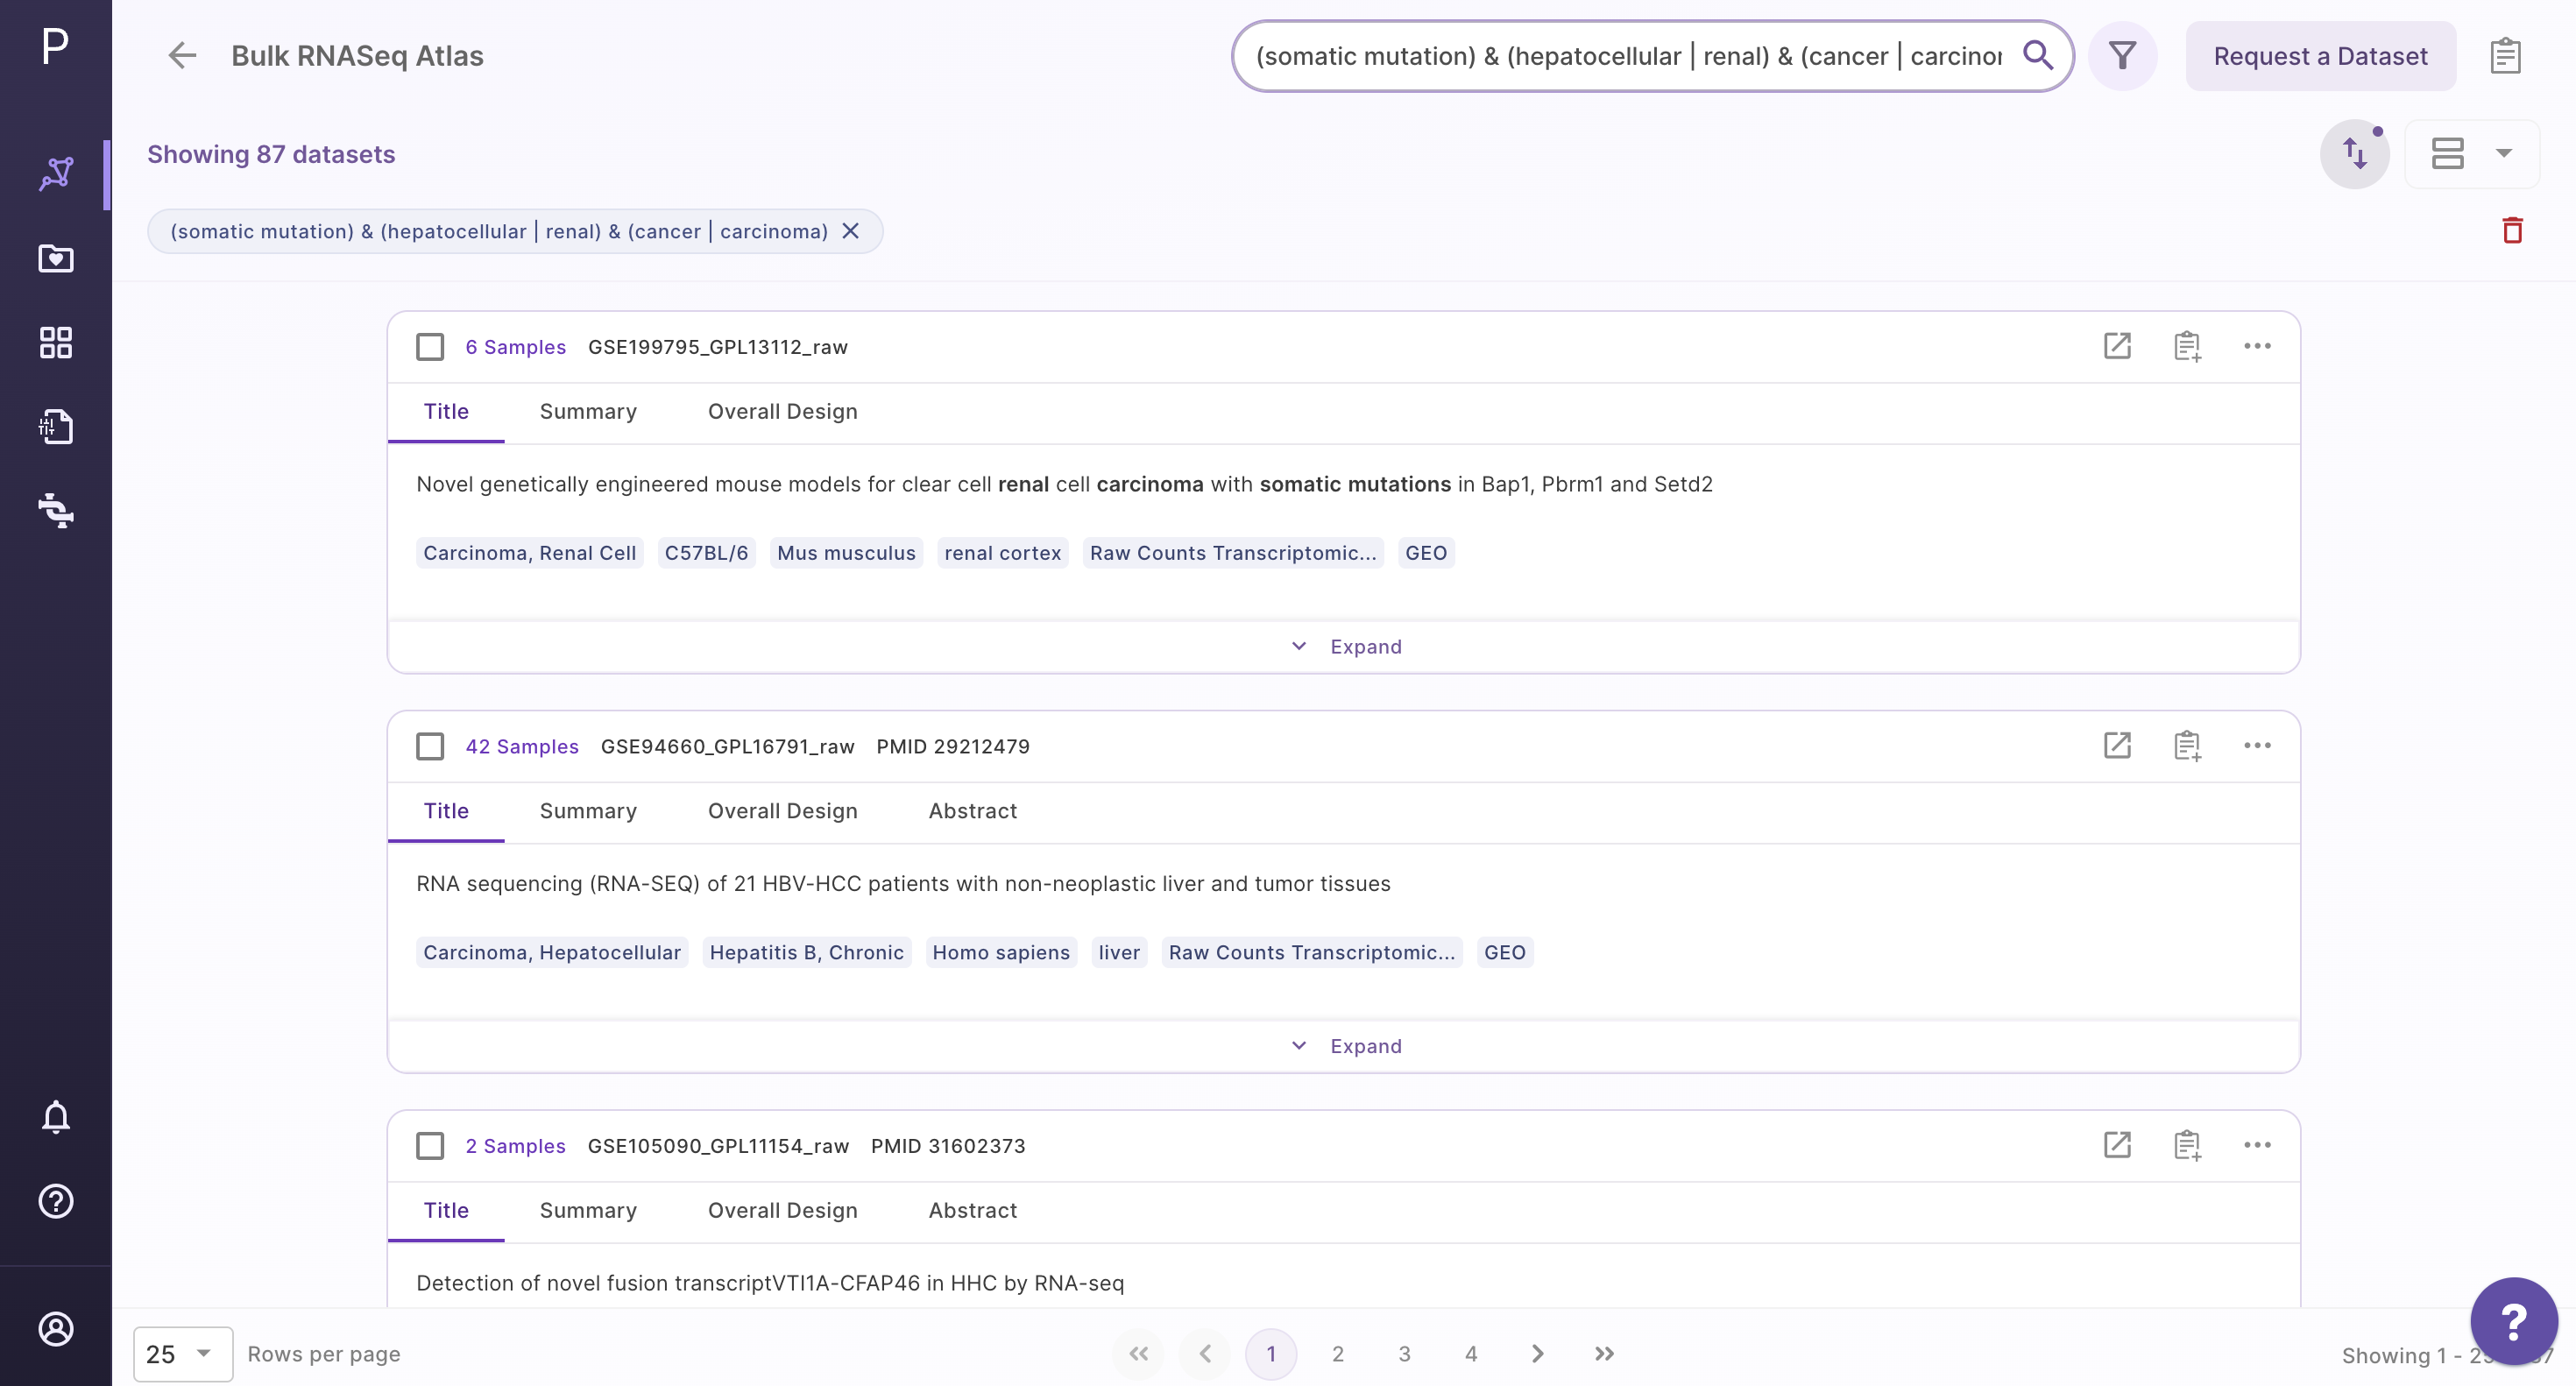 P
Bulk RNASeq Atlas
(somatic mutation) & (hepatocellular | renal) & (cancer | carcinor
Request a Dataset
Showing 87 datasets
(somatic mutation) & (hepatocellular | renal) & (cancer | carcinoma)
6 Samples GSE199795_GPL13112_raw
Title Summary Overall Design
Novel genetically engineered mouse models for clear cell renal cell carcinoma with somatic mutations in Bap1, Pbrm1 and Setd2
Carcinoma, Renal Cell C57BL/6 Mus musculus renal cortex Raw Counts Transcriptomic... GEO
Expand
42 Samples GSE94660_GPL16791_raw PMID 29212479
Title Summary Overall Design Abstract
RNA sequencing (RNA-SEQ) of 21 HBV-HCC patients with non-neoplastic liver and tumor tissues
Carcinoma, Hepatocellular Hepatitis B, Chronic Homo sapiens liver Raw Counts Transcriptomic... GEO
Expand
2 Samples GSE105090_GPL11154_raw PMID 31602373
Title Summary Overall Design Abstract
Detection of novel fusion transcriptVTI1A-CFAP46 in HHC by RNA-seq
25 Rows per page
1 2 3 4
Showing 1 -
?